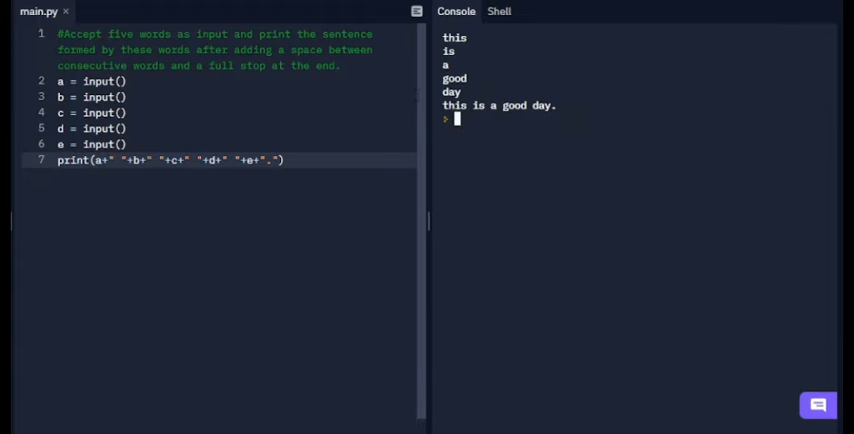 main.py ×
1 #Accept five words as input and print the sentence
formed by these words after adding a space between
consecutive words and a full stop at the end.
2 a = input()
3 b = input()
4 c = input()
5 d = input()
6 e = input()
7 print(a+" "+b+" "+c+" "+d+" "+e+".")
Console Shell
this
is
a
good
day
this is a good day.